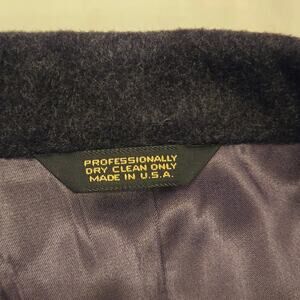 PROFESSIONALLY
DRY CLEAN ONLY
MADE IN U.S.A.